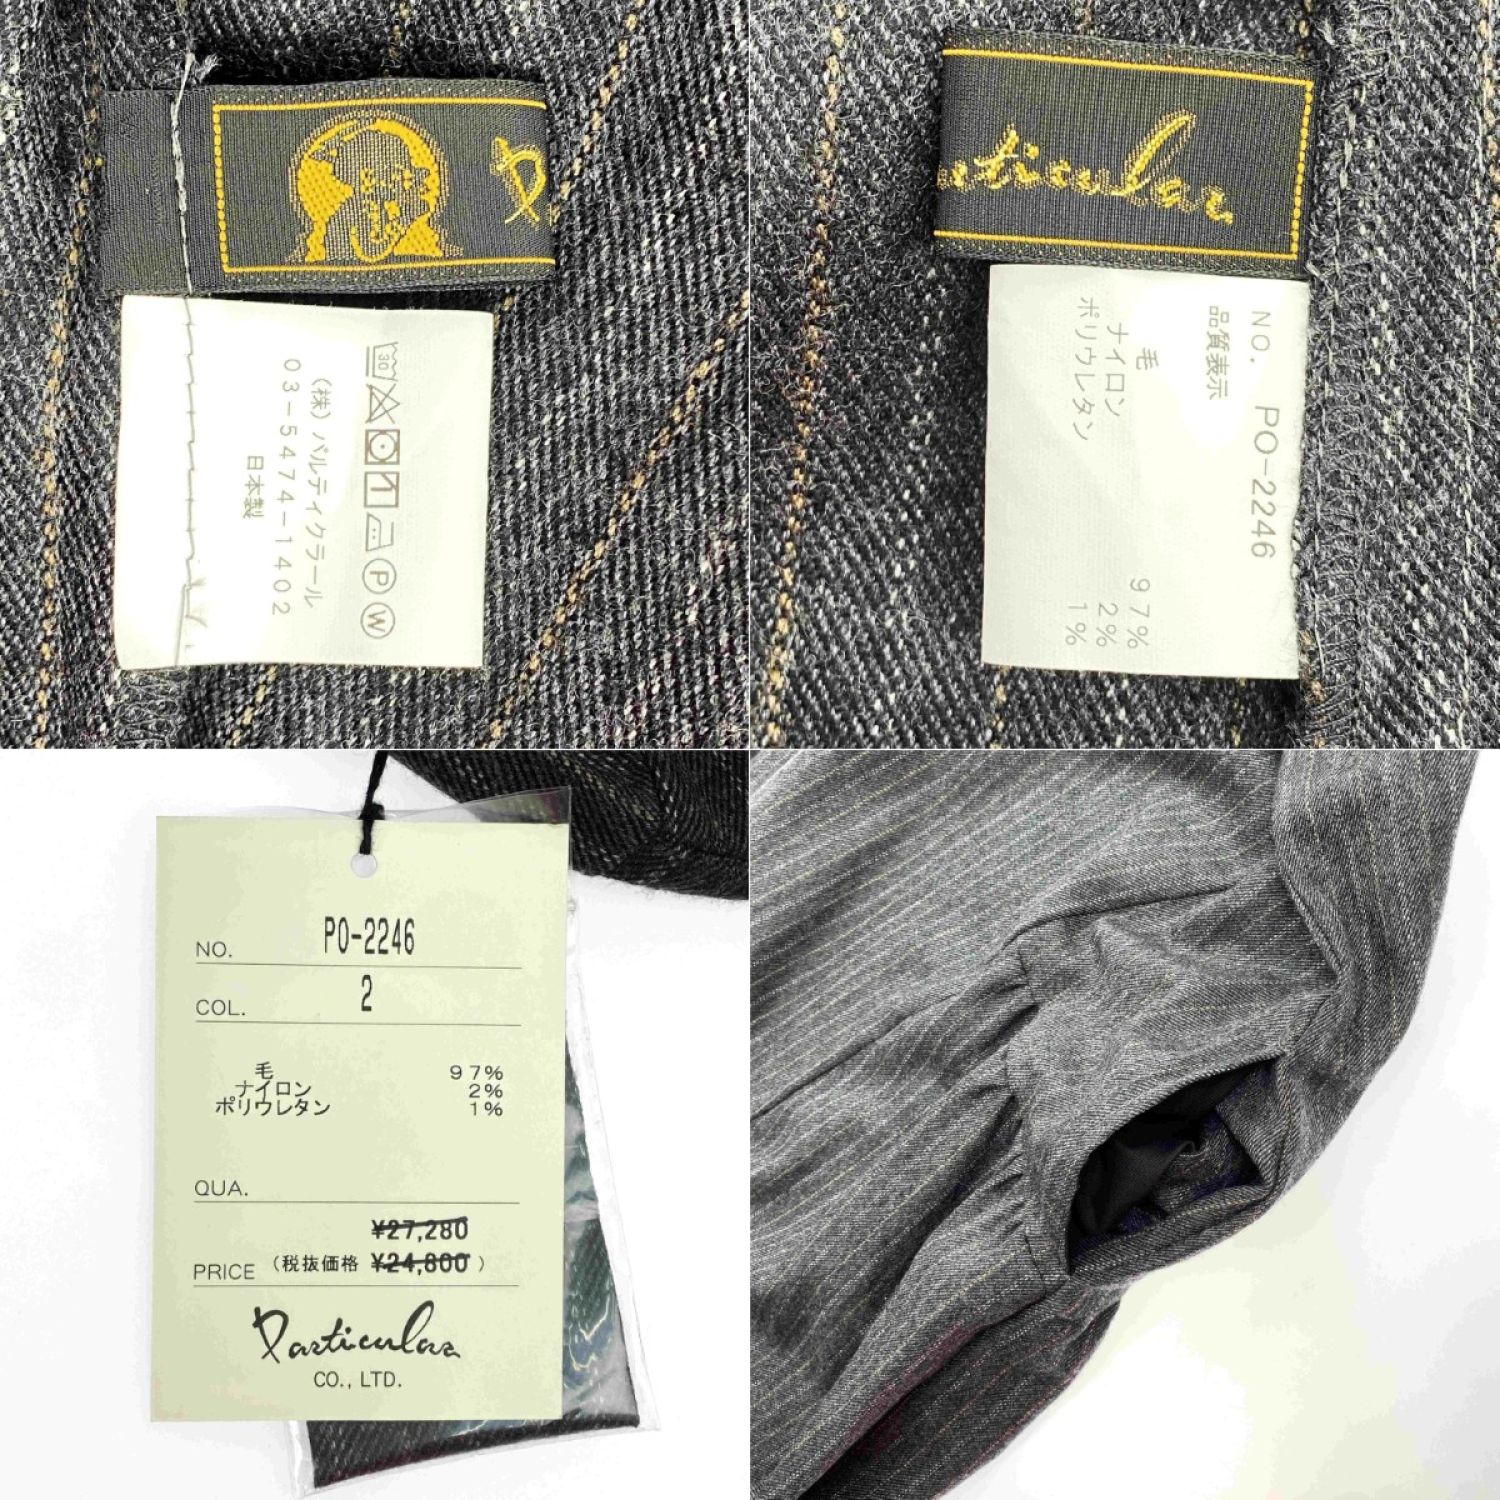 30
P
W
(株) パルティクラール
03-5474-1402
日本製
articular
NO. PO-2246
品質表示
毛 97%
ナイロン 2%
ポリウレタン 1%
NO. PO-2246
COL. 2
毛 97%
ナイロン 2%
ポリウレタン 1%
QUA.
¥27,280
PRICE (税抜価格 ¥24,800)
Particular
CO., LTD.